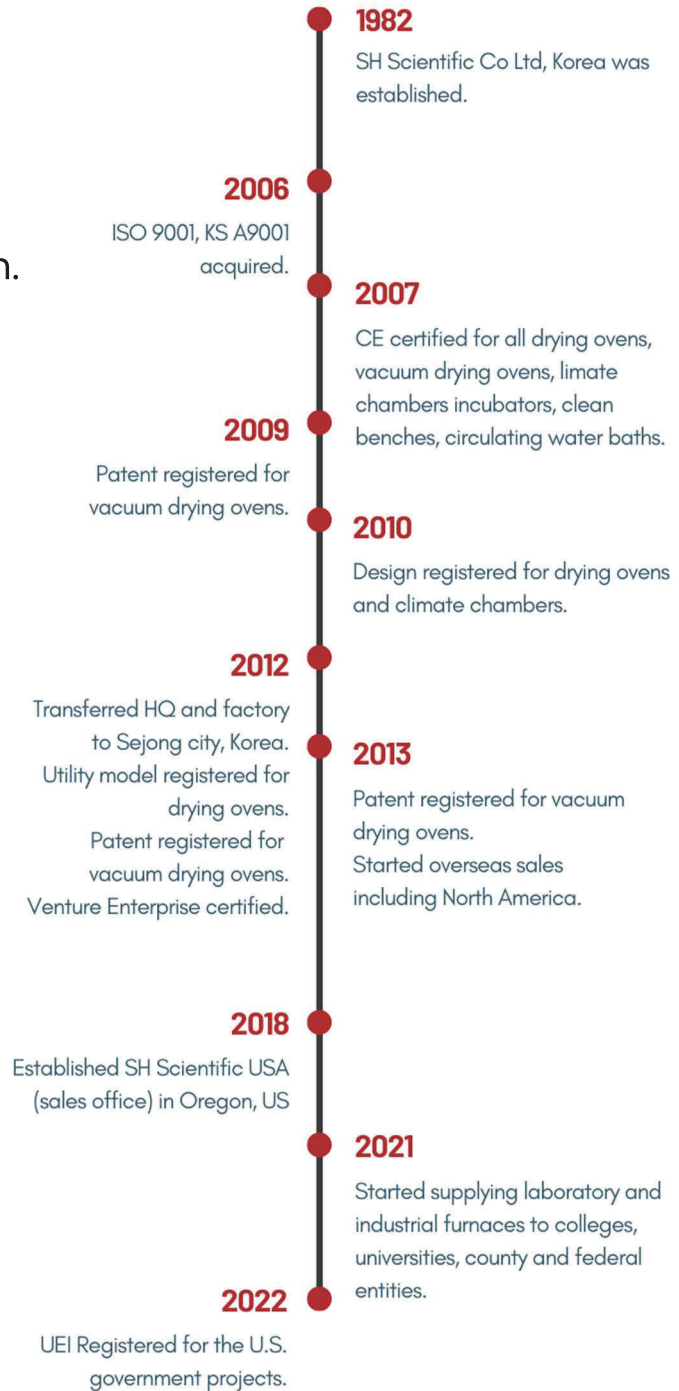 1982
SH Scientific Co Ltd, Korea was
established.
2006
ISO 9001, KS A9001
acquired.
n.
2007
CE certified for all drying ovens,
vacuum drying ovens, limate
chambers incubators, clean
benches, circulating water baths.
2009
Patent registered for
vacuum drying ovens.
2010
Design registered for drying ovens
and climate chambers.
2012
Transferred HQ and factory
to Sejong city, Korea.
Utility model registered for
drying ovens.
Patent registered for
vacuum drying ovens.
Venture Enterprise certified.
2013
Patent registered for vacuum
drying ovens.
Started overseas sales
including North America.
2018
Established SH Scientific USA
(sales office) in Oregon, US
2021
Started supplying laboratory and
industrial furnaces to colleges,
universities, county and federal
entities.
2022
UEI Registered for the U.S.
government projects.